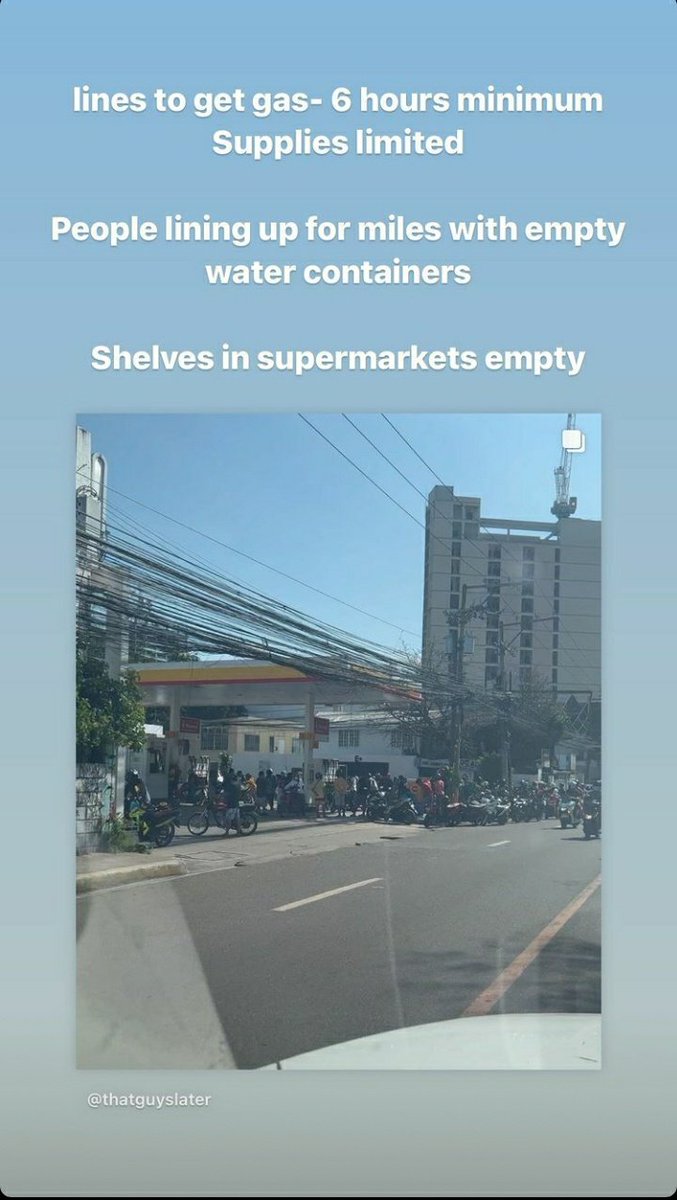 lines to get gas- 6 hours minimum
Supplies limited
People lining up for miles with empty
water containers
Shelves in supermarkets empty
@thatguyslater